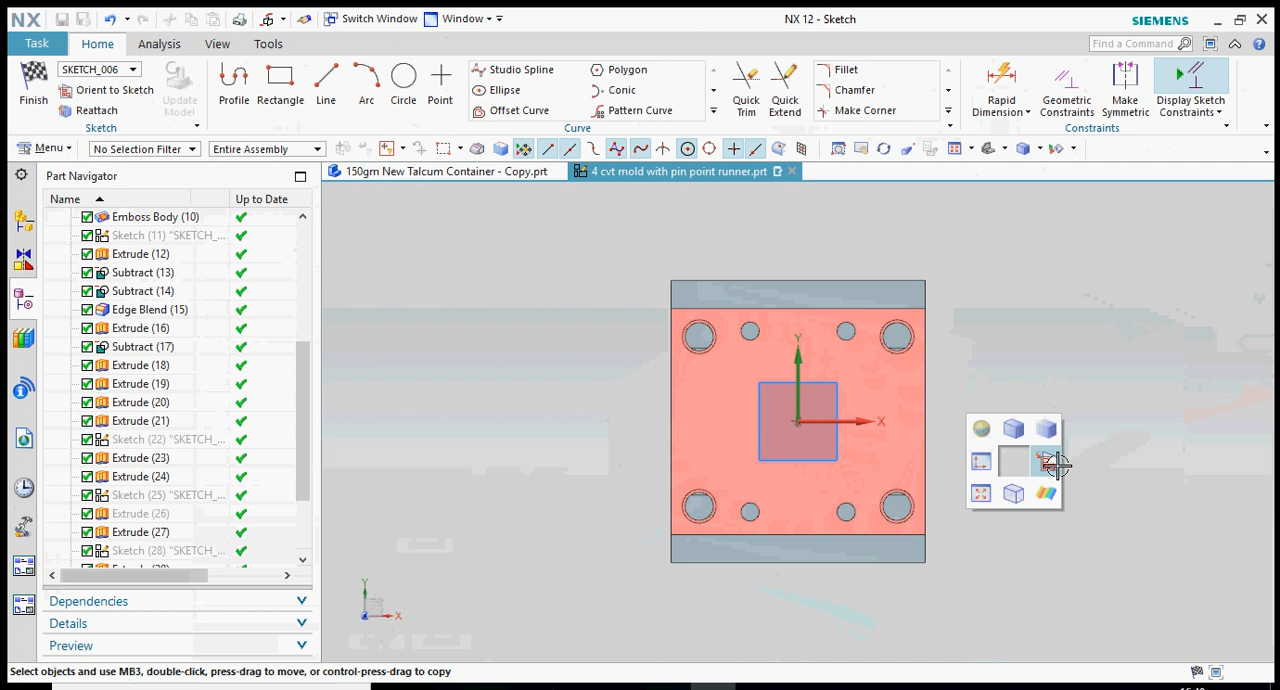 NX
Switch Window
Window
NX 12 - Sketch
SIEMENS
Task
Home
Analysis
View
Tools
Find a Command
SKETCH_006
Orient to Sketch
Reattach
Finish
Update
Model
Sketch
Profile
Rectangle
Line
Arc
Circle
Point
Studio Spline
Ellipse
Offset Curve
Polygon
Conic
Pattern Curve
Quick
Trim
Quick
Extend
Fillet
Chamfer
Make Corner
Curve
Rapid
Dimension
Geometric
Constraints
Make
Symmetric
Display Sketch
Constraints
Constraints
Menu
No Selection Filter
Entire Assembly
Part Navigator
150gm New Talcum Container - Copy.prt
4 cvt mold with pin point runner.prt
Name
Up to Date
Emboss Body (10)
Sketch (11) "SKETCH_...
Extrude (12)
Subtract (13)
Subtract (14)
Edge Blend (15)
Extrude (16)
Subtract (17)
Extrude (18)
Extrude (19)
Extrude (20)
Extrude (21)
Sketch (22) "SKETCH_...
Extrude (23)
Extrude (24)
Sketch (25) "SKETCH_...
Extrude (26)
Extrude (27)
Sketch (28) "SKETCH_...
Dependencies
Details
Preview
Y
X
Y
X
Select objects and use MB3, double-click, press-drag to move, or control-press-drag to copy